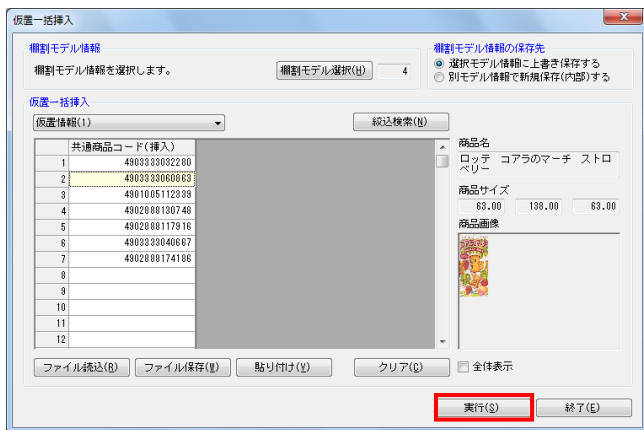 仮置一括挿入
棚割モデル情報
棚割モデル情報を選択します。
棚割モデル選択(H)
4
棚割モデル情報の保存先
選択モデル情報に上書き保存する
別モデル情報で新規保存(内部)する
仮置一括挿入
仮置情報(1)
絞込検索(N)
共通商品コード(挿入)
1 4903333032280
2 4903333060863
3 4901005112339
4 4902888130748
5 4902888117916
6 4903333040667
7 4902888174186
8
9
10
11
12
商品名
ロッテ コアラのマーチ ストロ
ベリー
商品サイズ
63.00 138.00 63.00
商品画像
ファイル読込(R)
ファイル保存(W)
貼り付け(Y)
クリア(C)
全体表示
実行(S)
終了(E)